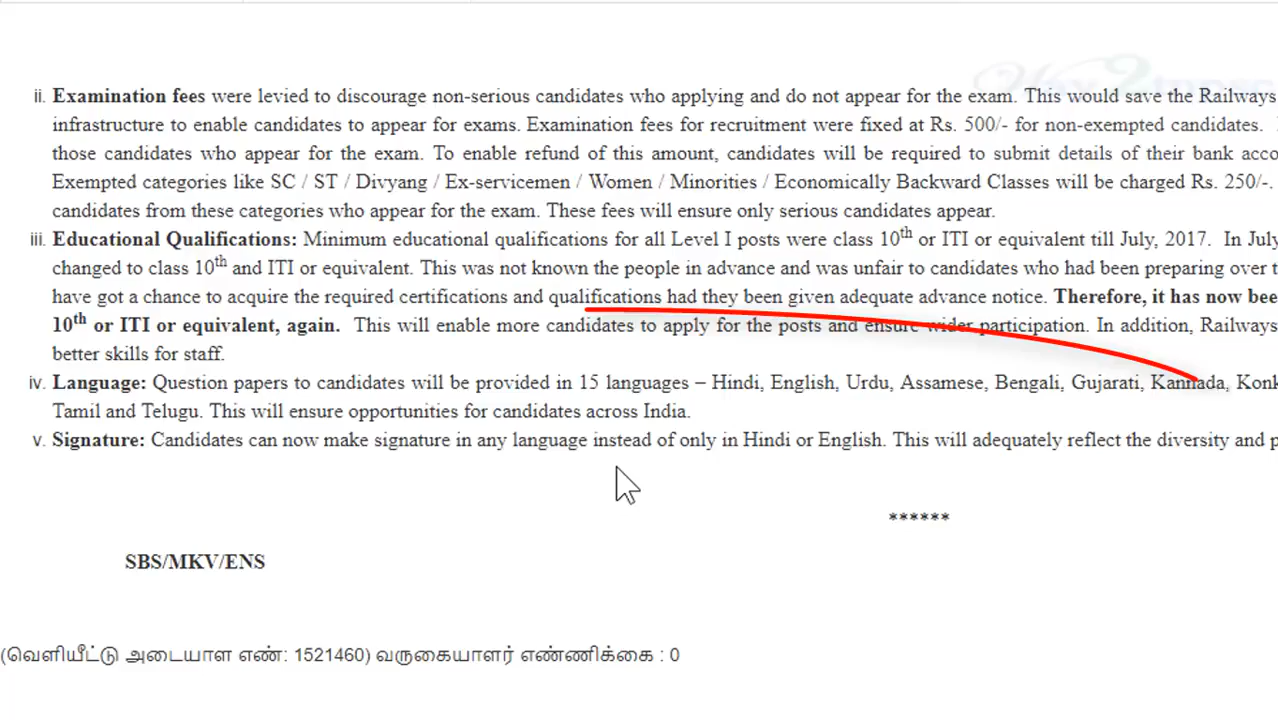 ii. Examination fees were levied to discourage non-serious candidates who applying and do not appear for the exam. This would save the Railways
infrastructure to enable candidates to appear for exams. Examination fees for recruitment were fixed at Rs. 500/- for non-exempted candidates.
those candidates who appear for the exam. To enable refund of this amount, candidates will be required to submit details of their bank acco
Exempted categories like SC / ST / Divyang / Ex-servicemen / Women / Minorities / Economically Backward Classes will be charged Rs. 250/-.
candidates from these categories who appear for the exam. These fees will ensure only serious candidates appear.
iii. Educational Qualifications: Minimum educational qualifications for all Level I posts were class 10th or ITI or equivalent till July, 2017. In July
changed to class 10th and ITI or equivalent. This was not known the people in advance and was unfair to candidates who had been preparing over t
have got a chance to acquire the required certifications and qualifications had they been given adequate advance notice. Therefore, it has now bee
10th or ITI or equivalent, again. This will enable more candidates to apply for the posts and ensure wider participation. In addition, Railways
better skills for staff.
iv. Language: Question papers to candidates will be provided in 15 languages – Hindi, English, Urdu, Assamese, Bengali, Gujarati, Kannada, Konk
Tamil and Telugu. This will ensure opportunities for candidates across India.
v. Signature: Candidates can now make signature in any language instead of only in Hindi or English. This will adequately reflect the diversity and p
******
SBS/MKV/ENS
(வெளியீட்டு அடையாள எண்: 1521460) வருகையாளர் எண்ணிக்கை : 0